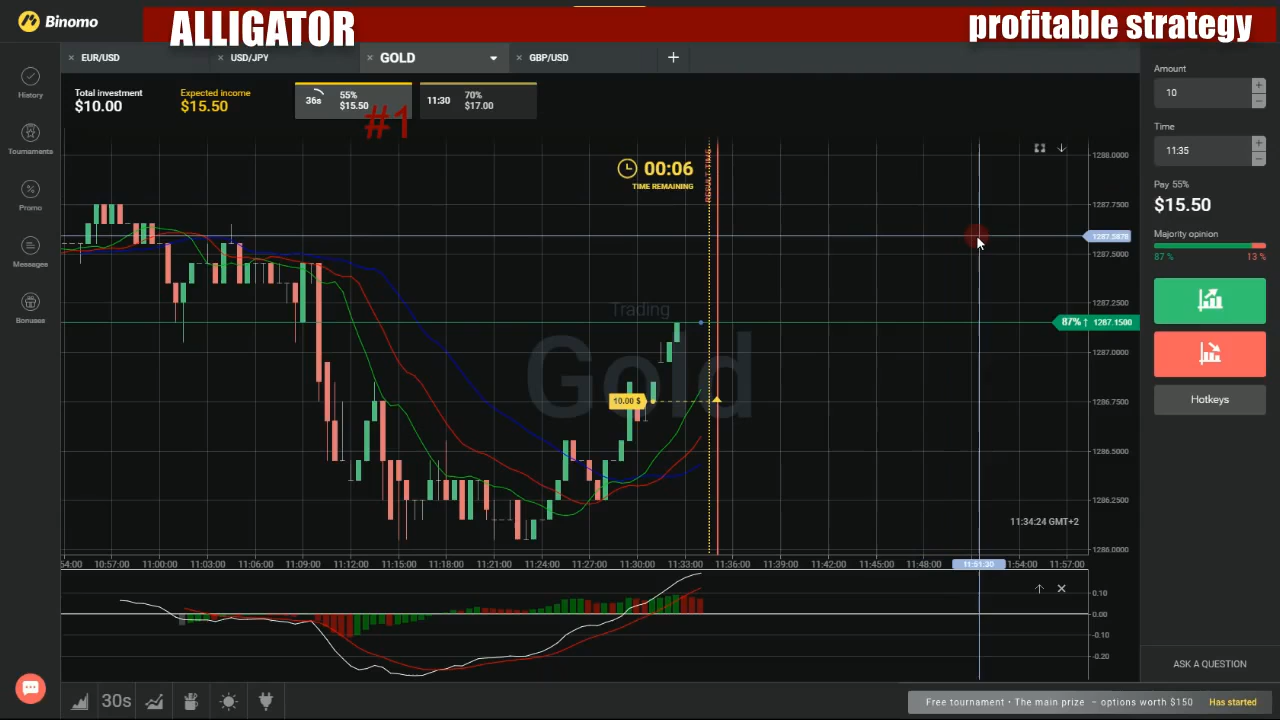 Binomo
ALLIGATOR
profitable strategy
EUR/USD
USD/JPY
GOLD
GBP/USD
+
Total investment
$10.00
Expected income
$15.50
36s
55%
$15.50
11:30
70%
$17.00
#1
History
Tournaments
Promo
Messages
Bonuses
00:06
TIME REMAINING
RESULT TIME
Trading
Gold
10.00 $
1288.0000
1287.7500
1287.5000
1287.2500
87% ↑ 1287.1500
1287.0000
1286.7500
1286.5000
1286.2500
1286.0000
11:34:24 GMT+2
54:00 10:57:00 11:00:00 11:03:00 11:06:00 11:09:00 11:12:00 11:15:00 11:18:00 11:21:00 11:24:00 11:27:00 11:30:00 11:33:00 11:36:00 11:39:00 11:42:00 11:45:00 11:48:00 11:51:30 11:54:00 11:57:00
0.10
0.00
-0.10
-0.20
30s
Amount
10
+
−
Time
11:35
+
−
Pay 55%
$15.50
Majority opinion
87 % 13 %
Hotkeys
ASK A QUESTION
Free tournament • The main prize – options worth $150 Has started